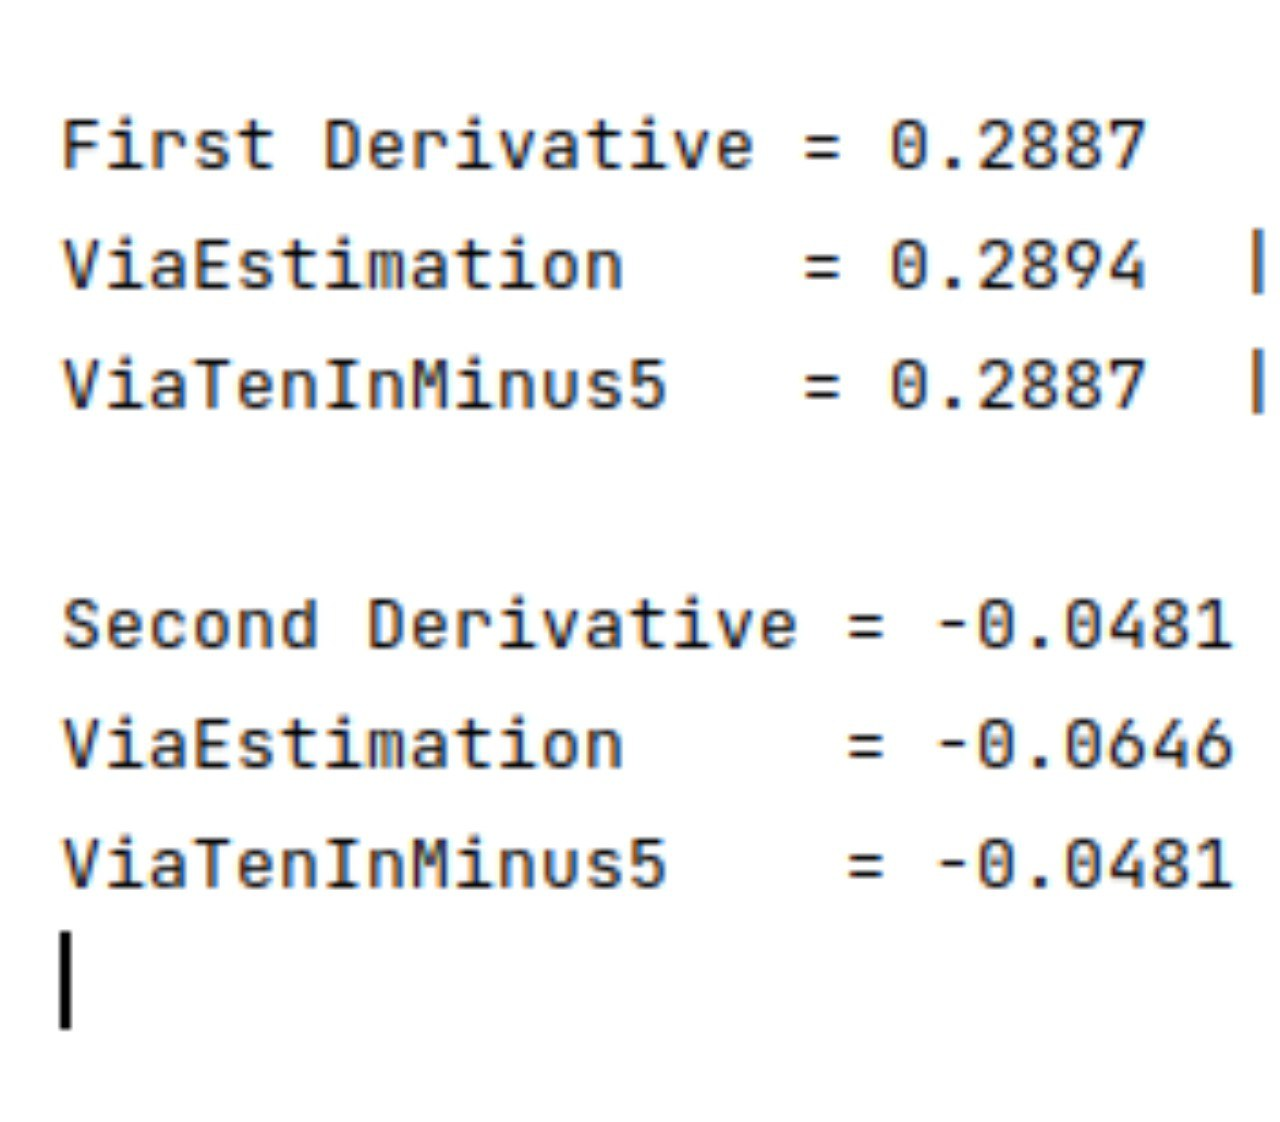 First Derivative = 0.2887
ViaEstimation = 0.2894 |
ViaTenInMinus5 = 0.2887 |
Second Derivative = -0.0481
ViaEstimation = -0.0646
ViaTenInMinus5 = -0.0481